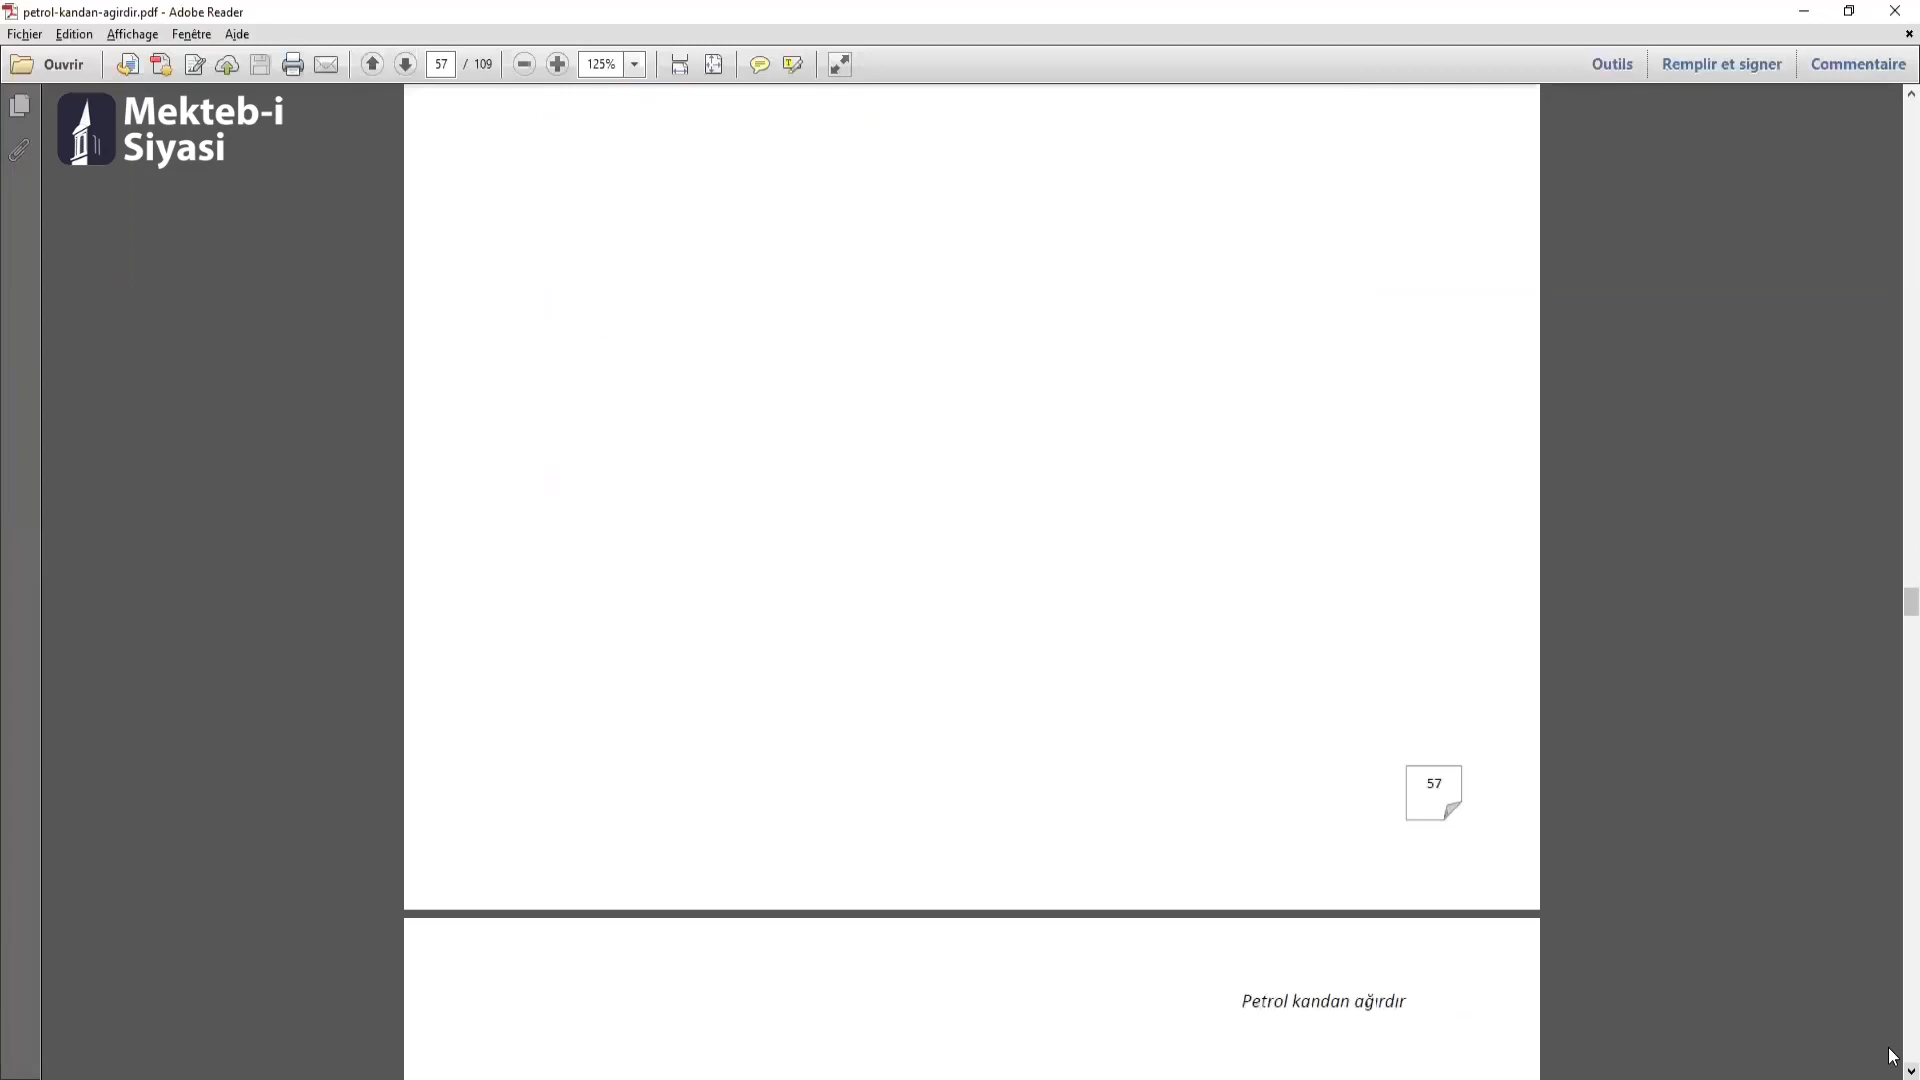 petrol-kandan-agirdir.pdf - Adobe Reader
Fichier Edition Affichage Fenêtre Aide
Ouvrir 57 / 109 125% Outils Remplir et signer Commentaire
Mekteb-i
Siyasi
57
Petrol kandan ağırdır